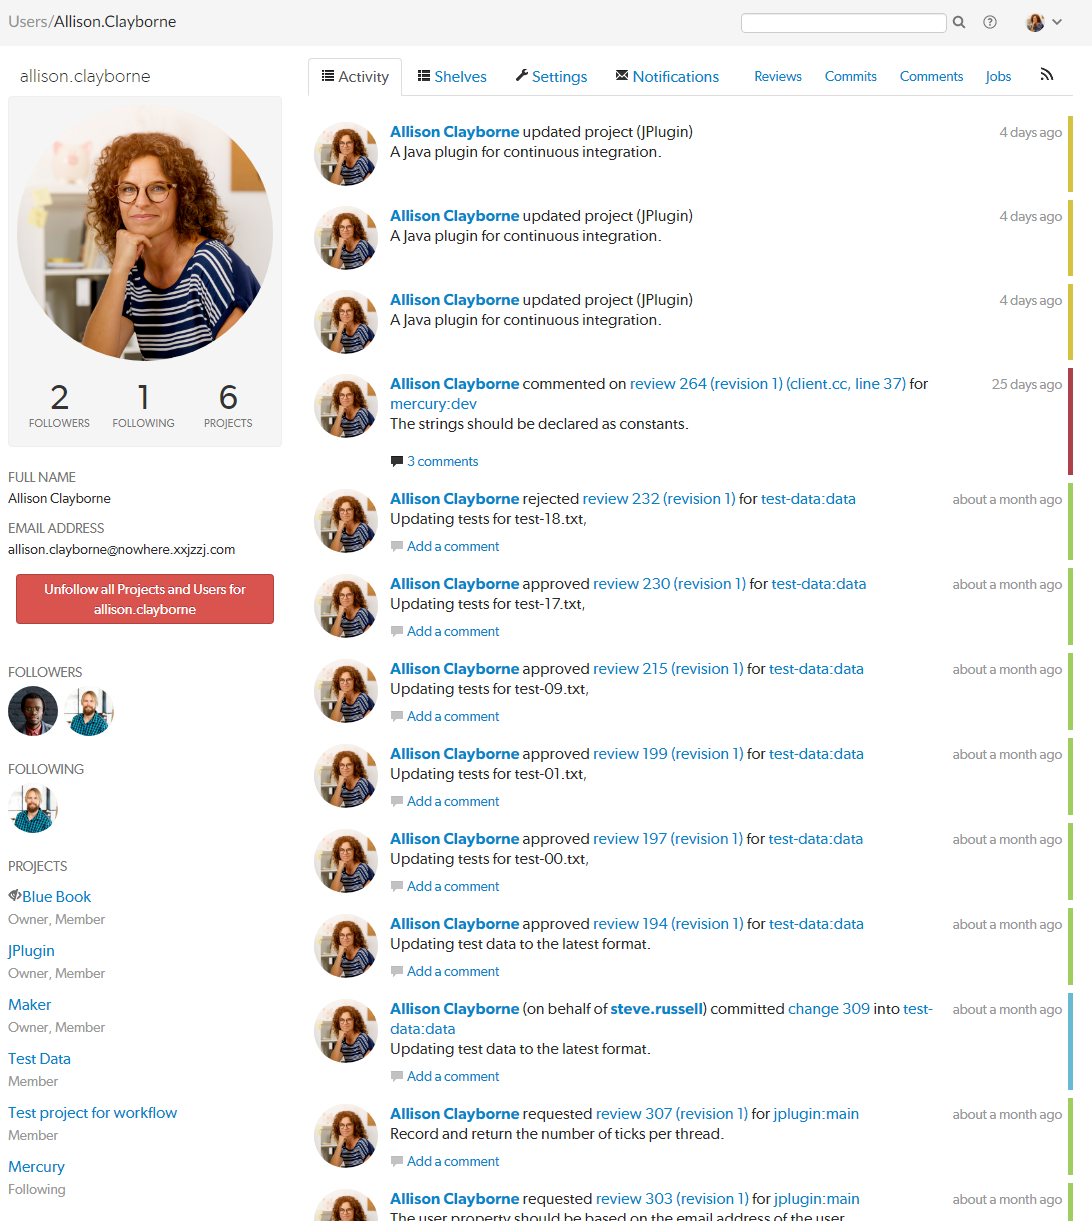 Users/Allison.Clayborne
allison.clayborne
2 1 6
FOLLOWERS FOLLOWING PROJECTS
FULL NAME
Allison Clayborne
EMAIL ADDRESS
allison.clayborne@nowhere.xxjzzj.com
Unfollow all Projects and Users for
allison.clayborne
FOLLOWERS
FOLLOWING
PROJECTS
Blue Book
Owner, Member
JPlugin
Owner, Member
Maker
Owner, Member
Test Data
Member
Test project for workflow
Member
Mercury
Following
Activity Shelves Settings Notifications Reviews Commits Comments Jobs
Allison Clayborne updated project (JPlugin) 4 days ago
A Java plugin for continuous integration.
Allison Clayborne updated project (JPlugin) 4 days ago
A Java plugin for continuous integration.
Allison Clayborne updated project (JPlugin) 4 days ago
A Java plugin for continuous integration.
Allison Clayborne commented on review 264 (revision 1) (client.cc, line 37) for 25 days ago
mercury:dev
The strings should be declared as constants.
3 comments
Allison Clayborne rejected review 232 (revision 1) for test-data:data about a month ago
Updating tests for test-18.txt,
Add a comment
Allison Clayborne approved review 230 (revision 1) for test-data:data about a month ago
Updating tests for test-17.txt,
Add a comment
Allison Clayborne approved review 215 (revision 1) for test-data:data about a month ago
Updating tests for test-09.txt,
Add a comment
Allison Clayborne approved review 199 (revision 1) for test-data:data about a month ago
Updating tests for test-01.txt,
Add a comment
Allison Clayborne approved review 197 (revision 1) for test-data:data about a month ago
Updating tests for test-00.txt,
Add a comment
Allison Clayborne approved review 194 (revision 1) for test-data:data about a month ago
Updating test data to the latest format.
Add a comment
Allison Clayborne (on behalf of steve.russell) committed change 309 into test- about a month ago
data:data
Updating test data to the latest format.
Add a comment
Allison Clayborne requested review 307 (revision 1) for jplugin:main about a month ago
Record and return the number of ticks per thread.
Add a comment
Allison Clayborne requested review 303 (revision 1) for jplugin:main about a month ago
The user property should be based on the email address of the user